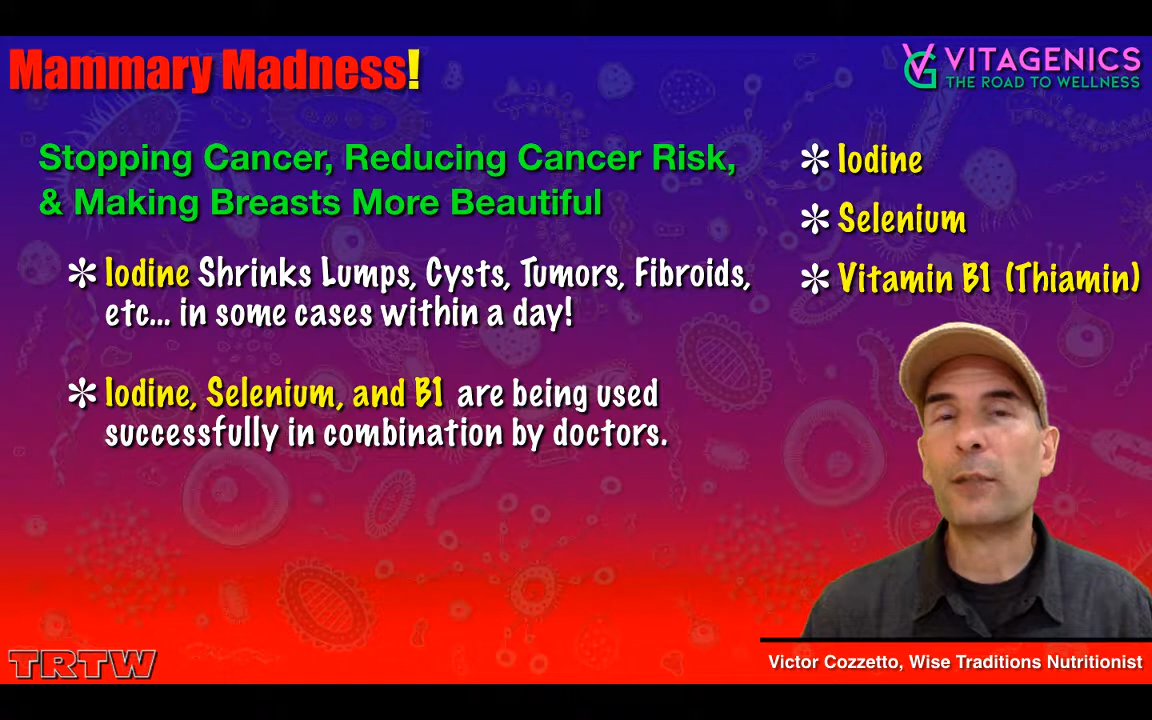 Mammary Madness!
VG VITAGENICS
THE ROAD TO WELLNESS
Stopping Cancer, Reducing Cancer Risk,
& Making Breasts More Beautiful
* Iodine Shrinks Lumps, Cysts, Tumors, Fibroids,
etc... in some cases within a day!
* Iodine, Selenium, and B1 are being used
successfully in combination by doctors.
* Iodine
* Selenium
* Vitamin B1 (Thiamin)
TRTW
Victor Cozzetto, Wise Traditions Nutritionist